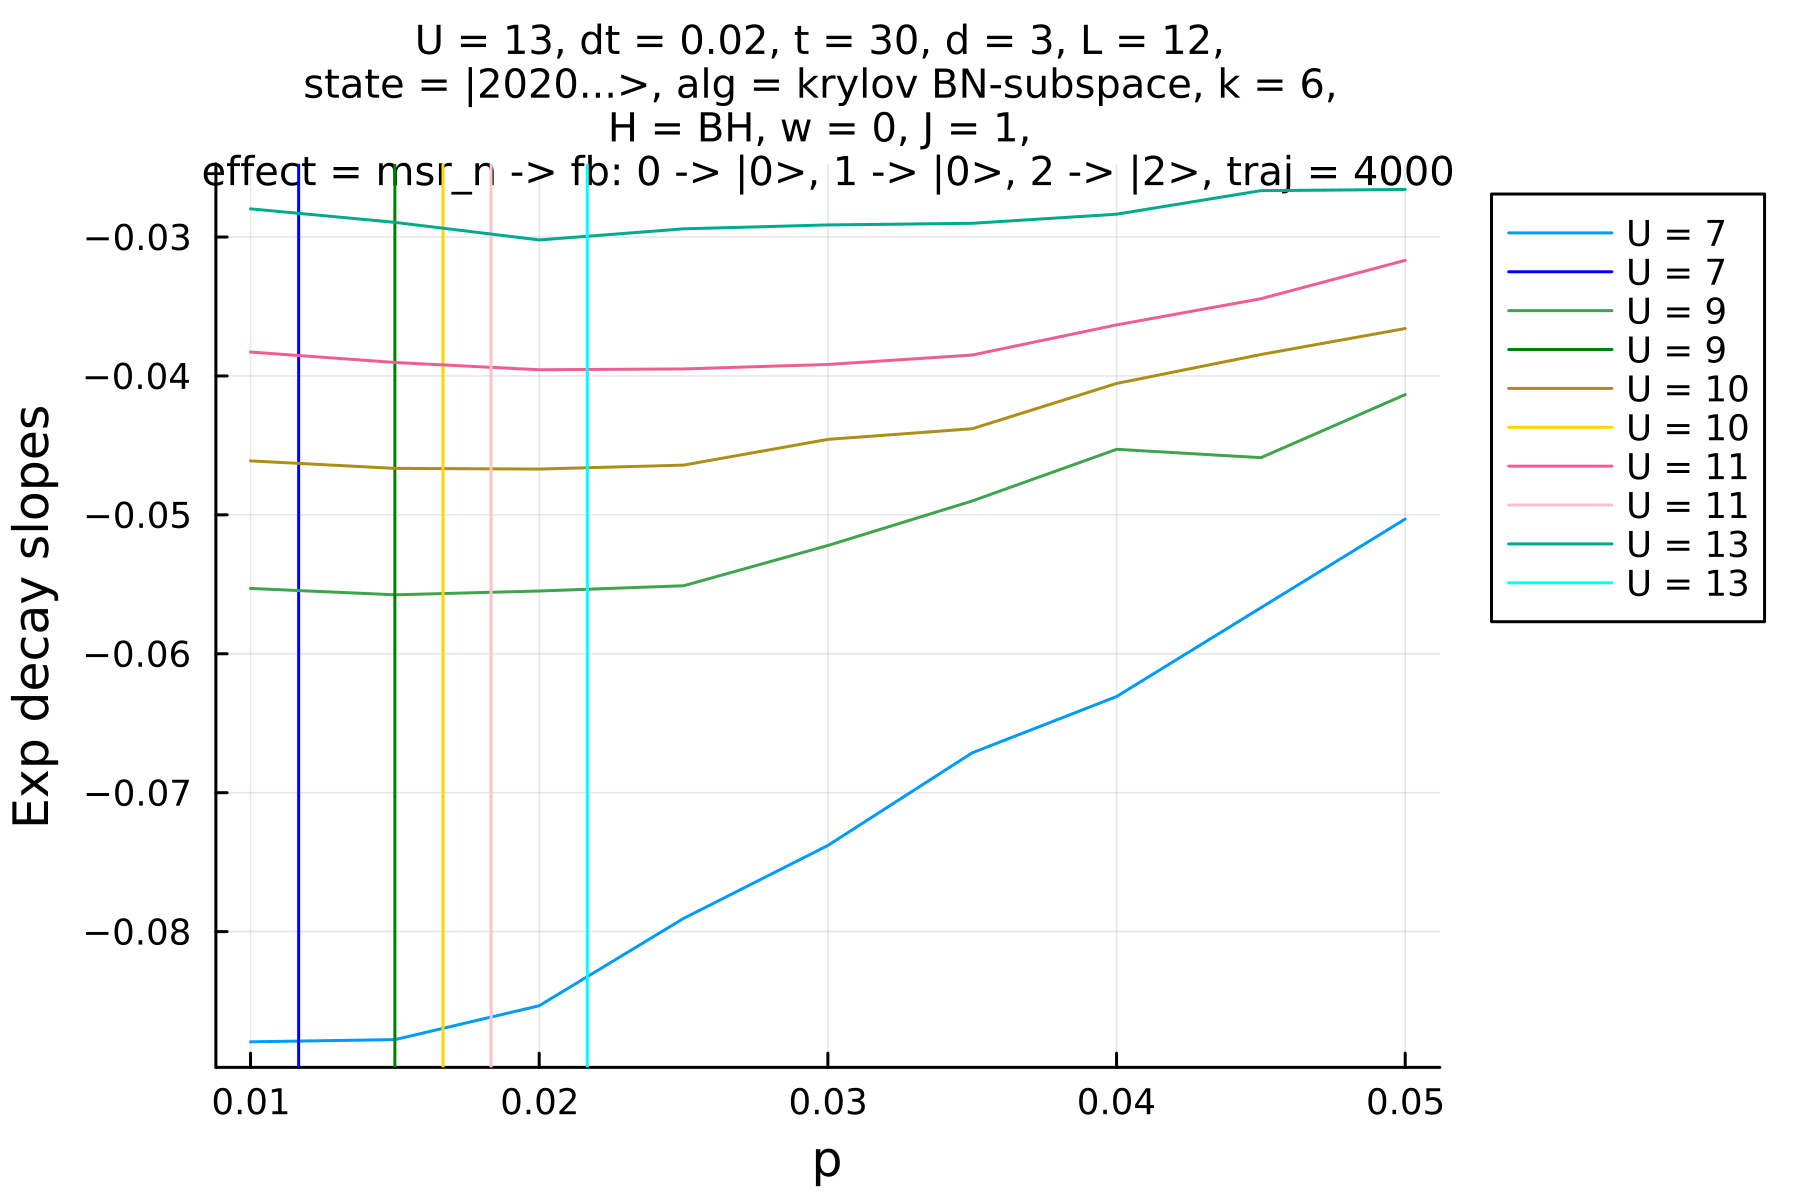 U = 13, dt = 0.02, t = 30, d = 3, L = 12,
state = |2020...>, alg = krylov BN-subspace, k = 6,
H = BH, w = 0, J = 1,
effect = msr_n -> fb: 0 -> |0>, 1 -> |0>, 2 -> |2>, traj = 4000
−0.03
−0.04
−0.05
−0.06
−0.07
−0.08
Exp decay slopes
0.01 0.02 0.03 0.04 0.05
p
U = 7
U = 7
U = 9
U = 9
U = 10
U = 10
U = 11
U = 11
U = 13
U = 13